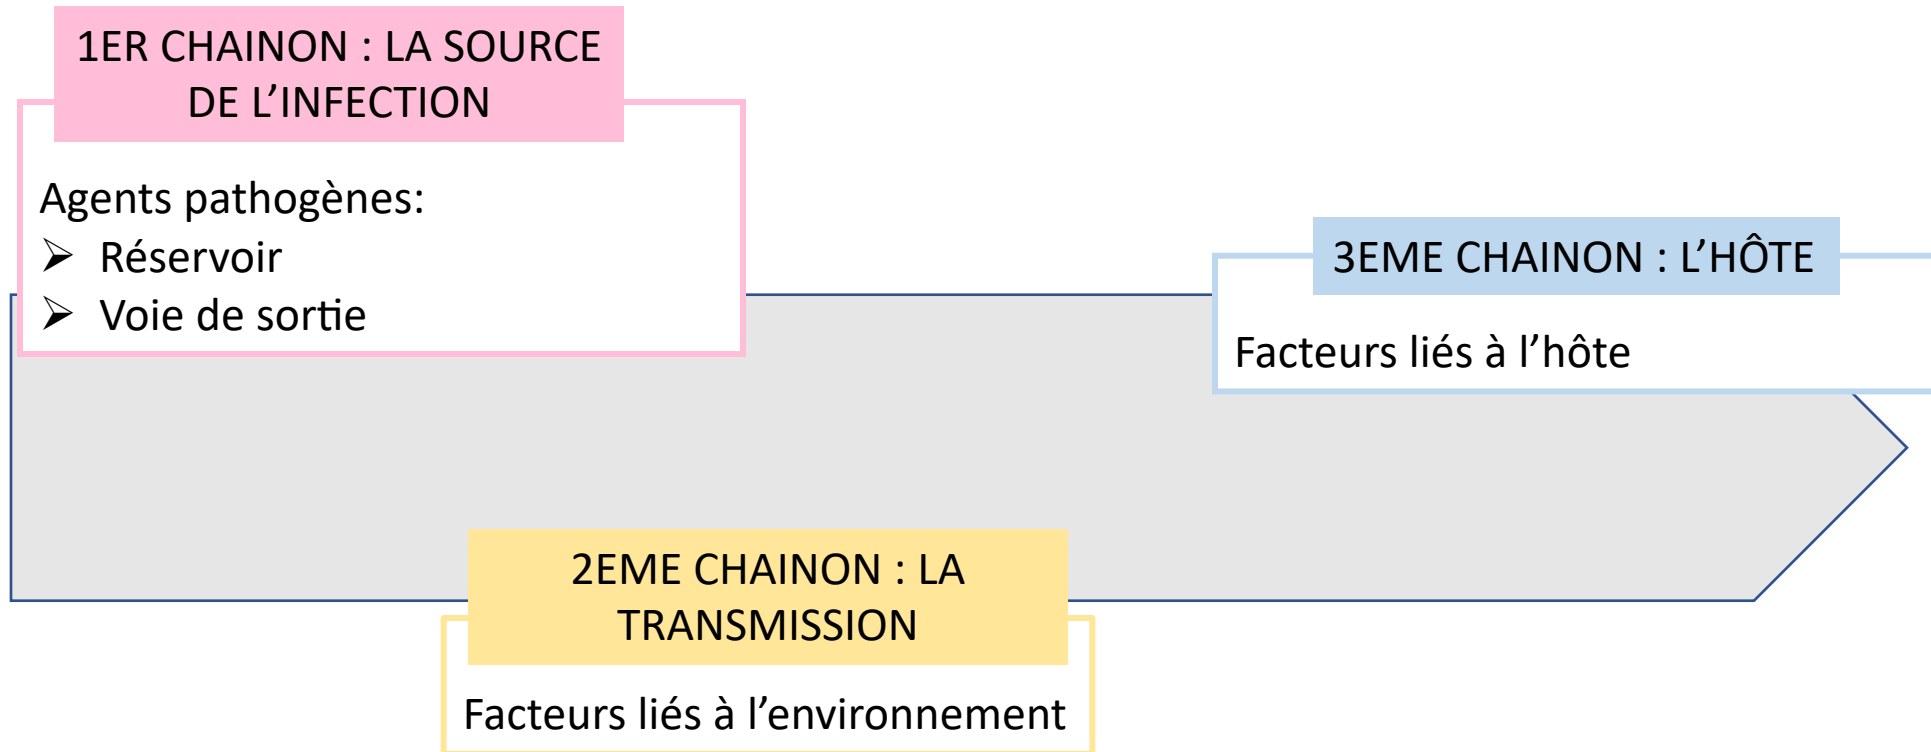 1ER CHAINON : LA SOURCE
DE L’INFECTION
Agents pathogènes:
➢ Réservoir
➢ Voie de sortie
2EME CHAINON : LA
TRANSMISSION
Facteurs liés à l’environnement
3EME CHAINON : L’HÔTE
Facteurs liés à l’hôte